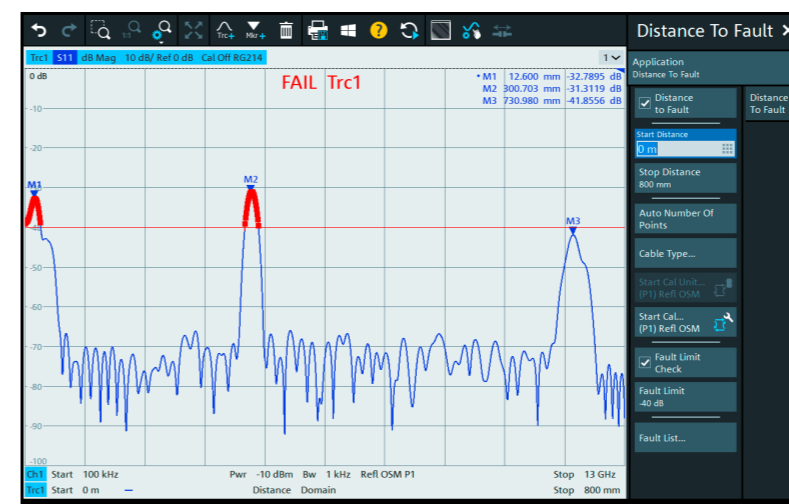 Trc+
Mkr+
Distance To Fault
Trc1 S11 dB Mag 10 dB/ Ref 0 dB Cal Off RG214
1
0 dB
FAIL Trc1
• M1 12.600 mm -32.7895 dB
M2 300.703 mm -31.3119 dB
M3 730.980 mm -41.8556 dB
-10
-20
M1
M2
M3
-40
-50
-60
-70
-80
-90
-100
Ch1 Start 100 kHz Pwr -10 dBm Bw 1 kHz Refl OSM P1 Stop 13 GHz
Trc1 Start 0 m Distance Domain Stop 800 mm
Application
Distance To Fault
Distance
to Fault
Distance
To Fault
Start Distance
0 m
Stop Distance
800 mm
Auto Number Of
Points
Cable Type...
Start Cal Unit...
(P1) Refl OSM
Start Cal...
(P1) Refl OSM
Fault Limit
Check
Fault Limit
-40 dB
Fault List...